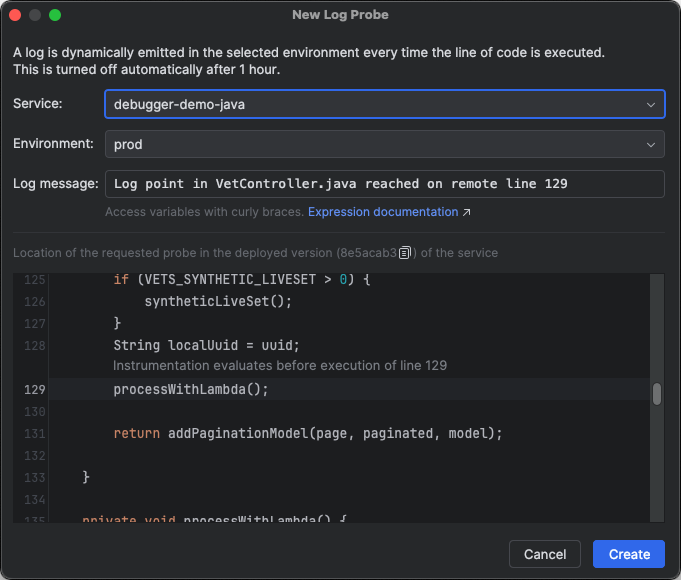 New Log Probe
A log is dynamically emitted in the selected environment every time the line of code is executed.
This is turned off automatically after 1 hour.
Service: debugger-demo-java
Environment: prod
Log message: Log point in VetController.java reached on remote line 129
Access variables with curly braces. Expression documentation ↗
Location of the requested probe in the deployed version (8e5acab3) of the service
125 if (VETS_SYNTHETIC_LIVESET > 0) {
126 syntheticLiveSet();
127 }
128 String localUuid = uuid;
Instrumentation evaluates before execution of line 129
129 processWithLambda();
130
131 return addPaginationModel(page, paginated, model);
132
133 }
134
135 private void processWithLambda() {
Cancel Create